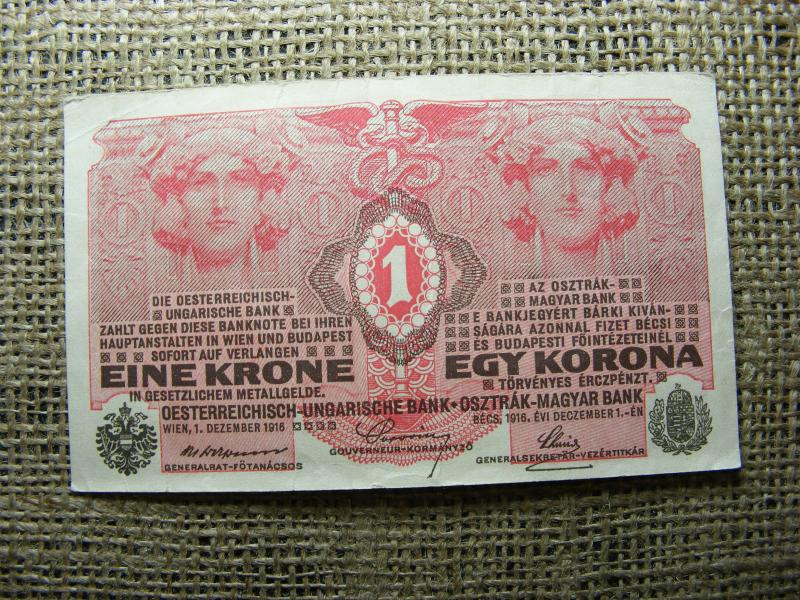 1
1
1
1
DIE OESTERREICHISCH-
UNGARISCHE BANK
ZAHLT GEGEN DIESE BANKNOTE BEI IHREN
HAUPTANSTALTEN IN WIEN UND BUDAPEST
SOFORT AUF VERLANGEN
EINE KRONE
IN GESETZLICHEM METALLGELDE.
AZ OSZTRÁK-
MAGYAR BANK
E BANKJEGYÉRT BÁRKI KIVÁN-
SÁGÁRA AZONNAL FIZET BÉCSI
ÉS BUDAPESTI FŐINTÉZETEINÉL
EGY KORONA
TÖRVÉNYES ÉRCZPÉNZT.
OESTERREICHISCH-UNGARISCHE BANK•OSZTRÁK-MAGYAR BANK
WIEN, 1. DEZEMBER 1916
BÉCS, 1916. ÉVI DECZEMBER 1.-ÉN
GENERALRAT-FŐTANÁCSOS
GOUVERNEUR-KORMÁNYZÓ
GENERALSEKRETÄR-VEZÉRTITKÁR